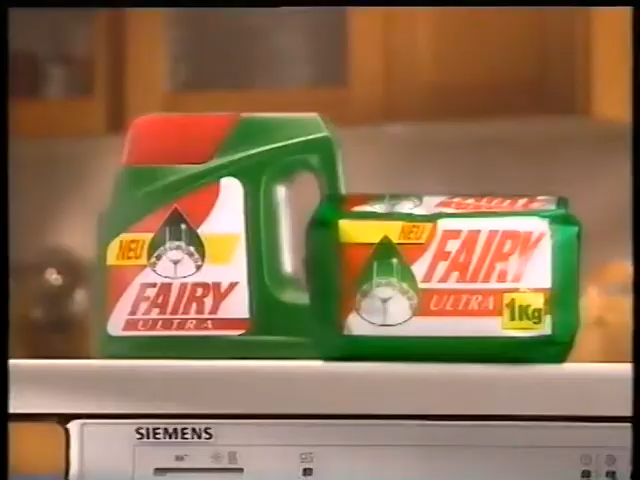 NEU
FAIRY
ULTRA
NEU
FAIRY
ULTRA
1Kg
SIEMENS